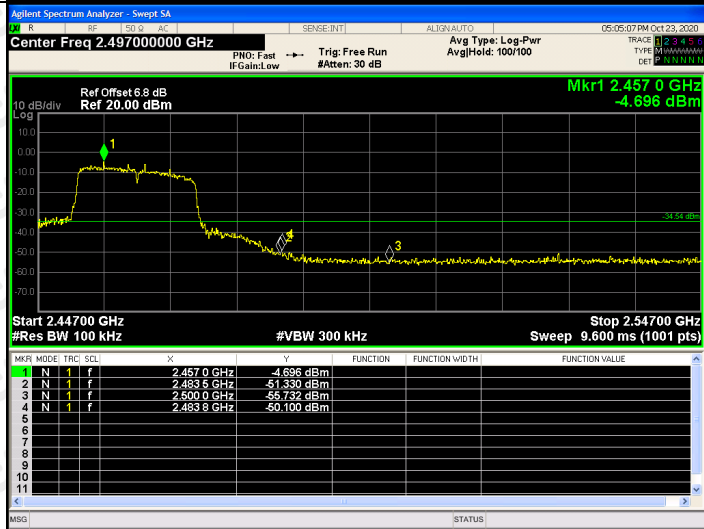 Agilent Spectrum Analyzer - Swept SA
LXI R RF 50 Ω AC SENSE:INT ALIGN AUTO 05:05:07 PM Oct 23, 2020
Center Freq 2.497000000 GHz
PNO: Fast
IFGain:Low
Trig: Free Run
#Atten: 30 dB
Avg Type: Log-Pwr
Avg|Hold: 100/100
TRACE 1 2 3 4 5 6
TYPE M
DET P N N N N N
Mkr1 2.457 0 GHz
-4.696 dBm
10 dB/div
Log
Ref Offset 6.8 dB
Ref 20.00 dBm
10.0
0.00
-10.0
-20.0
-30.0
-40.0
-50.0
-60.0
-70.0
1
3
-34.54 dBm
Start 2.44700 GHz
#Res BW 100 kHz
#VBW 300 kHz
Stop 2.54700 GHz
Sweep 9.600 ms (1001 pts)
MKR MODE TRC SCL X Y FUNCTION FUNCTION WIDTH FUNCTION VALUE
1 N 1 f 2.457 0 GHz -4.696 dBm
2 N 1 f 2.483 5 GHz -51.330 dBm
3 N 1 f 2.500 0 GHz -55.732 dBm
4 N 1 f 2.483 8 GHz -50.100 dBm
5
6
7
8
9
10
11
MSG STATUS